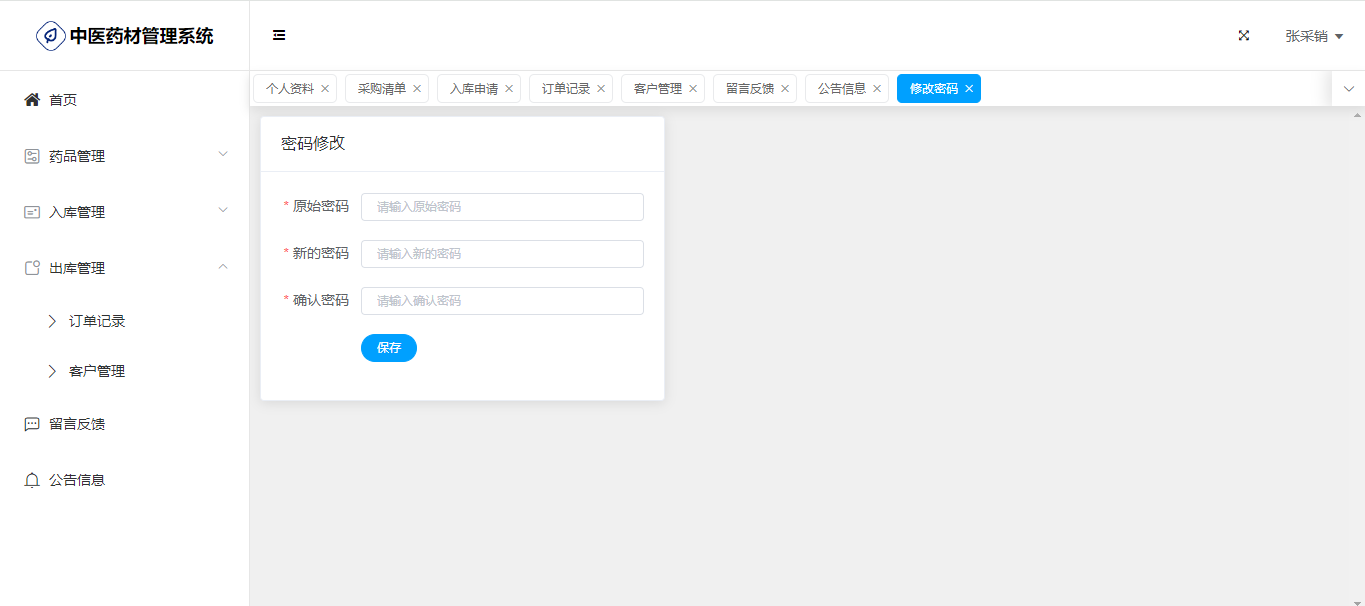 中医药材管理系统
张采销
首页
药品管理
入库管理
出库管理
订单记录
客户管理
留言反馈
公告信息
个人资料 采购清单 入库申请 订单记录 客户管理 留言反馈 公告信息 修改密码
密码修改
* 原始密码 请输入原始密码
* 新的密码 请输入新的密码
* 确认密码 请输入确认密码
保存